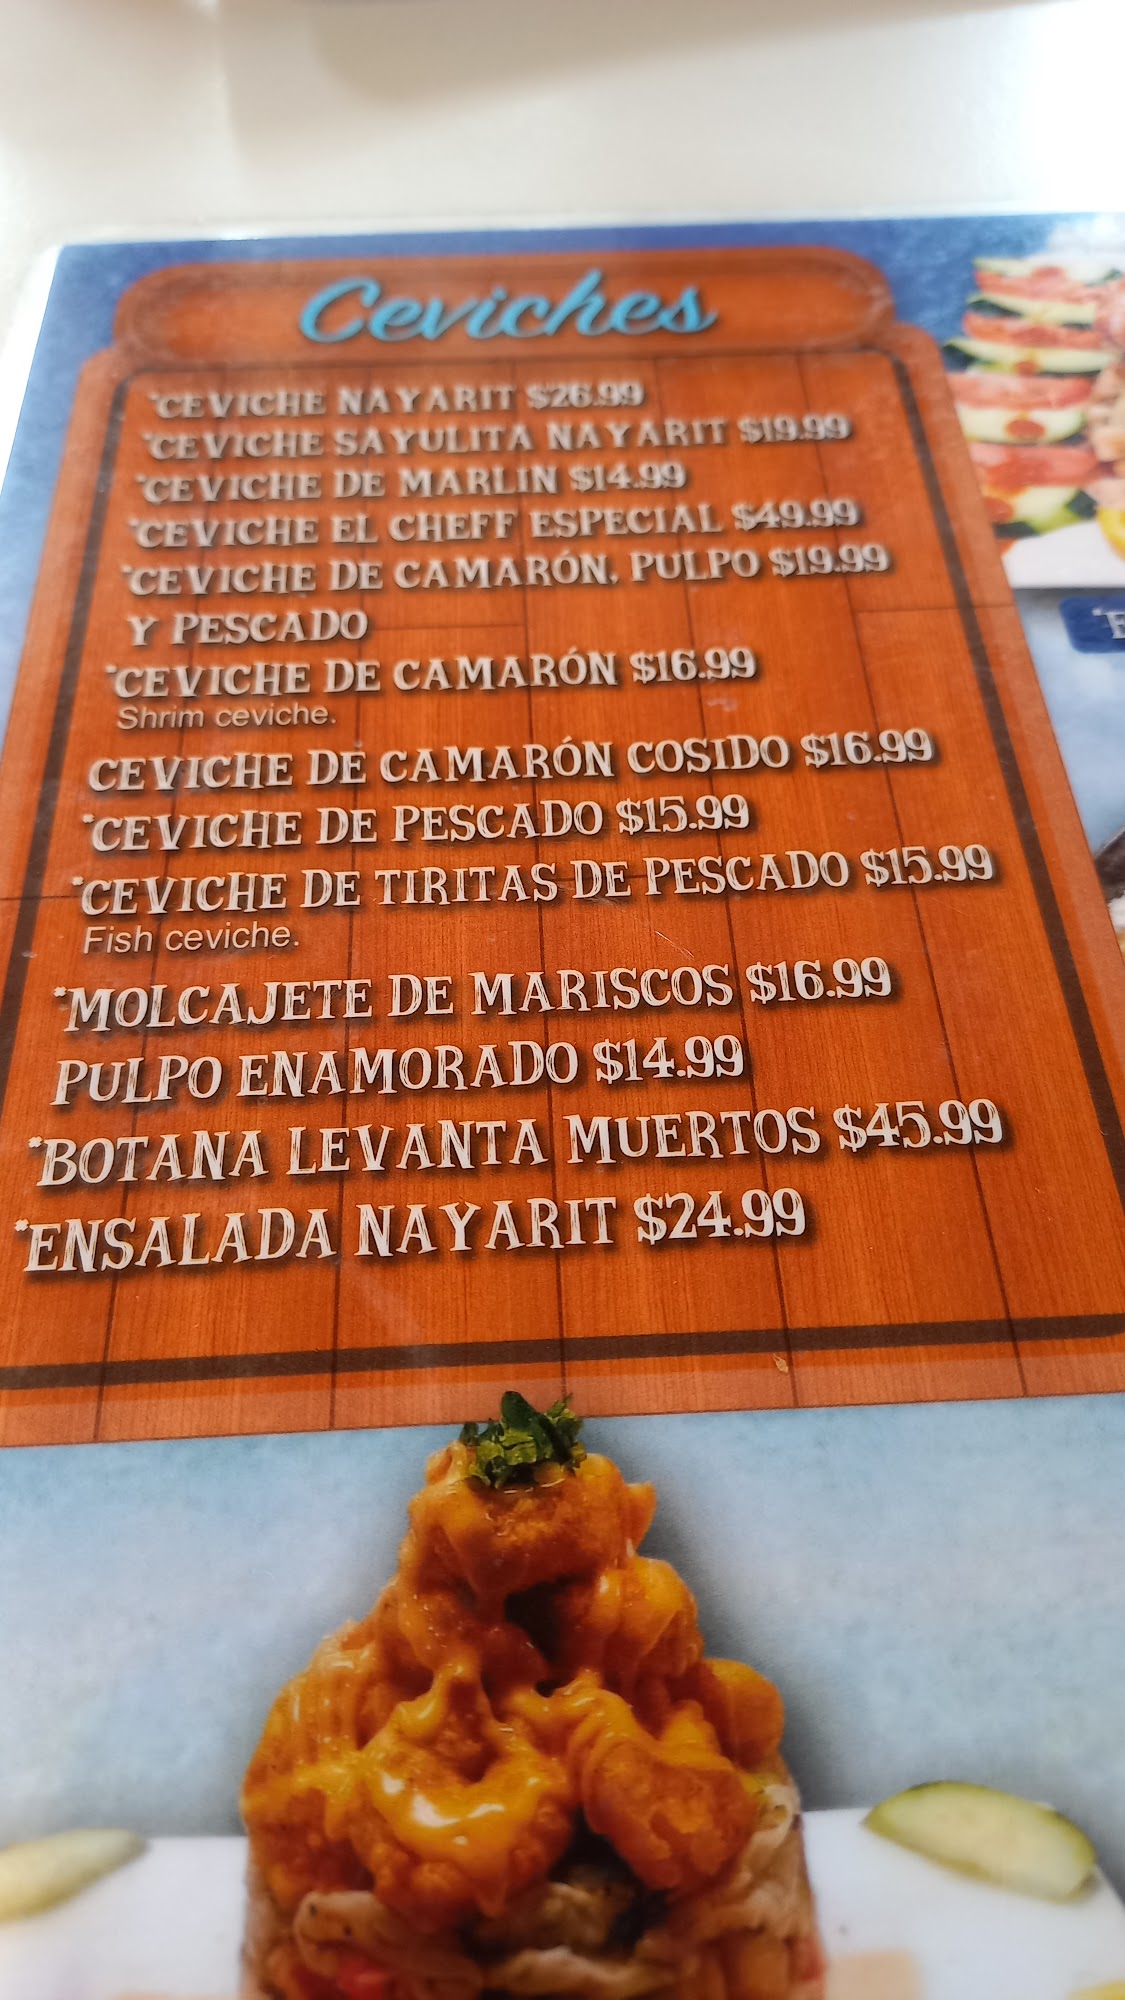 Ceviches
*CEVICHE NAYARIT $26.99
*CEVICHE SAYULITA NAYARIT $19.99
*CEVICHE DE MARLIN $14.99
*CEVICHE EL CHEFF ESPECIAL $49.99
*CEVICHE DE CAMARÓN, PULPO $19.99
Y PESCADO
*CEVICHE DE CAMARÓN $16.99
Shrim ceviche.
CEVICHE DE CAMARÓN COSIDO $16.99
*CEVICHE DE PESCADO $15.99
*CEVICHE DE TIRITAS DE PESCADO $15.99
Fish ceviche.
*MOLCAJETE DE MARISCOS $16.99
PULPO ENAMORADO $14.99
*BOTANA LEVANTA MUERTOS $45.99
*ENSALADA NAYARIT $24.99